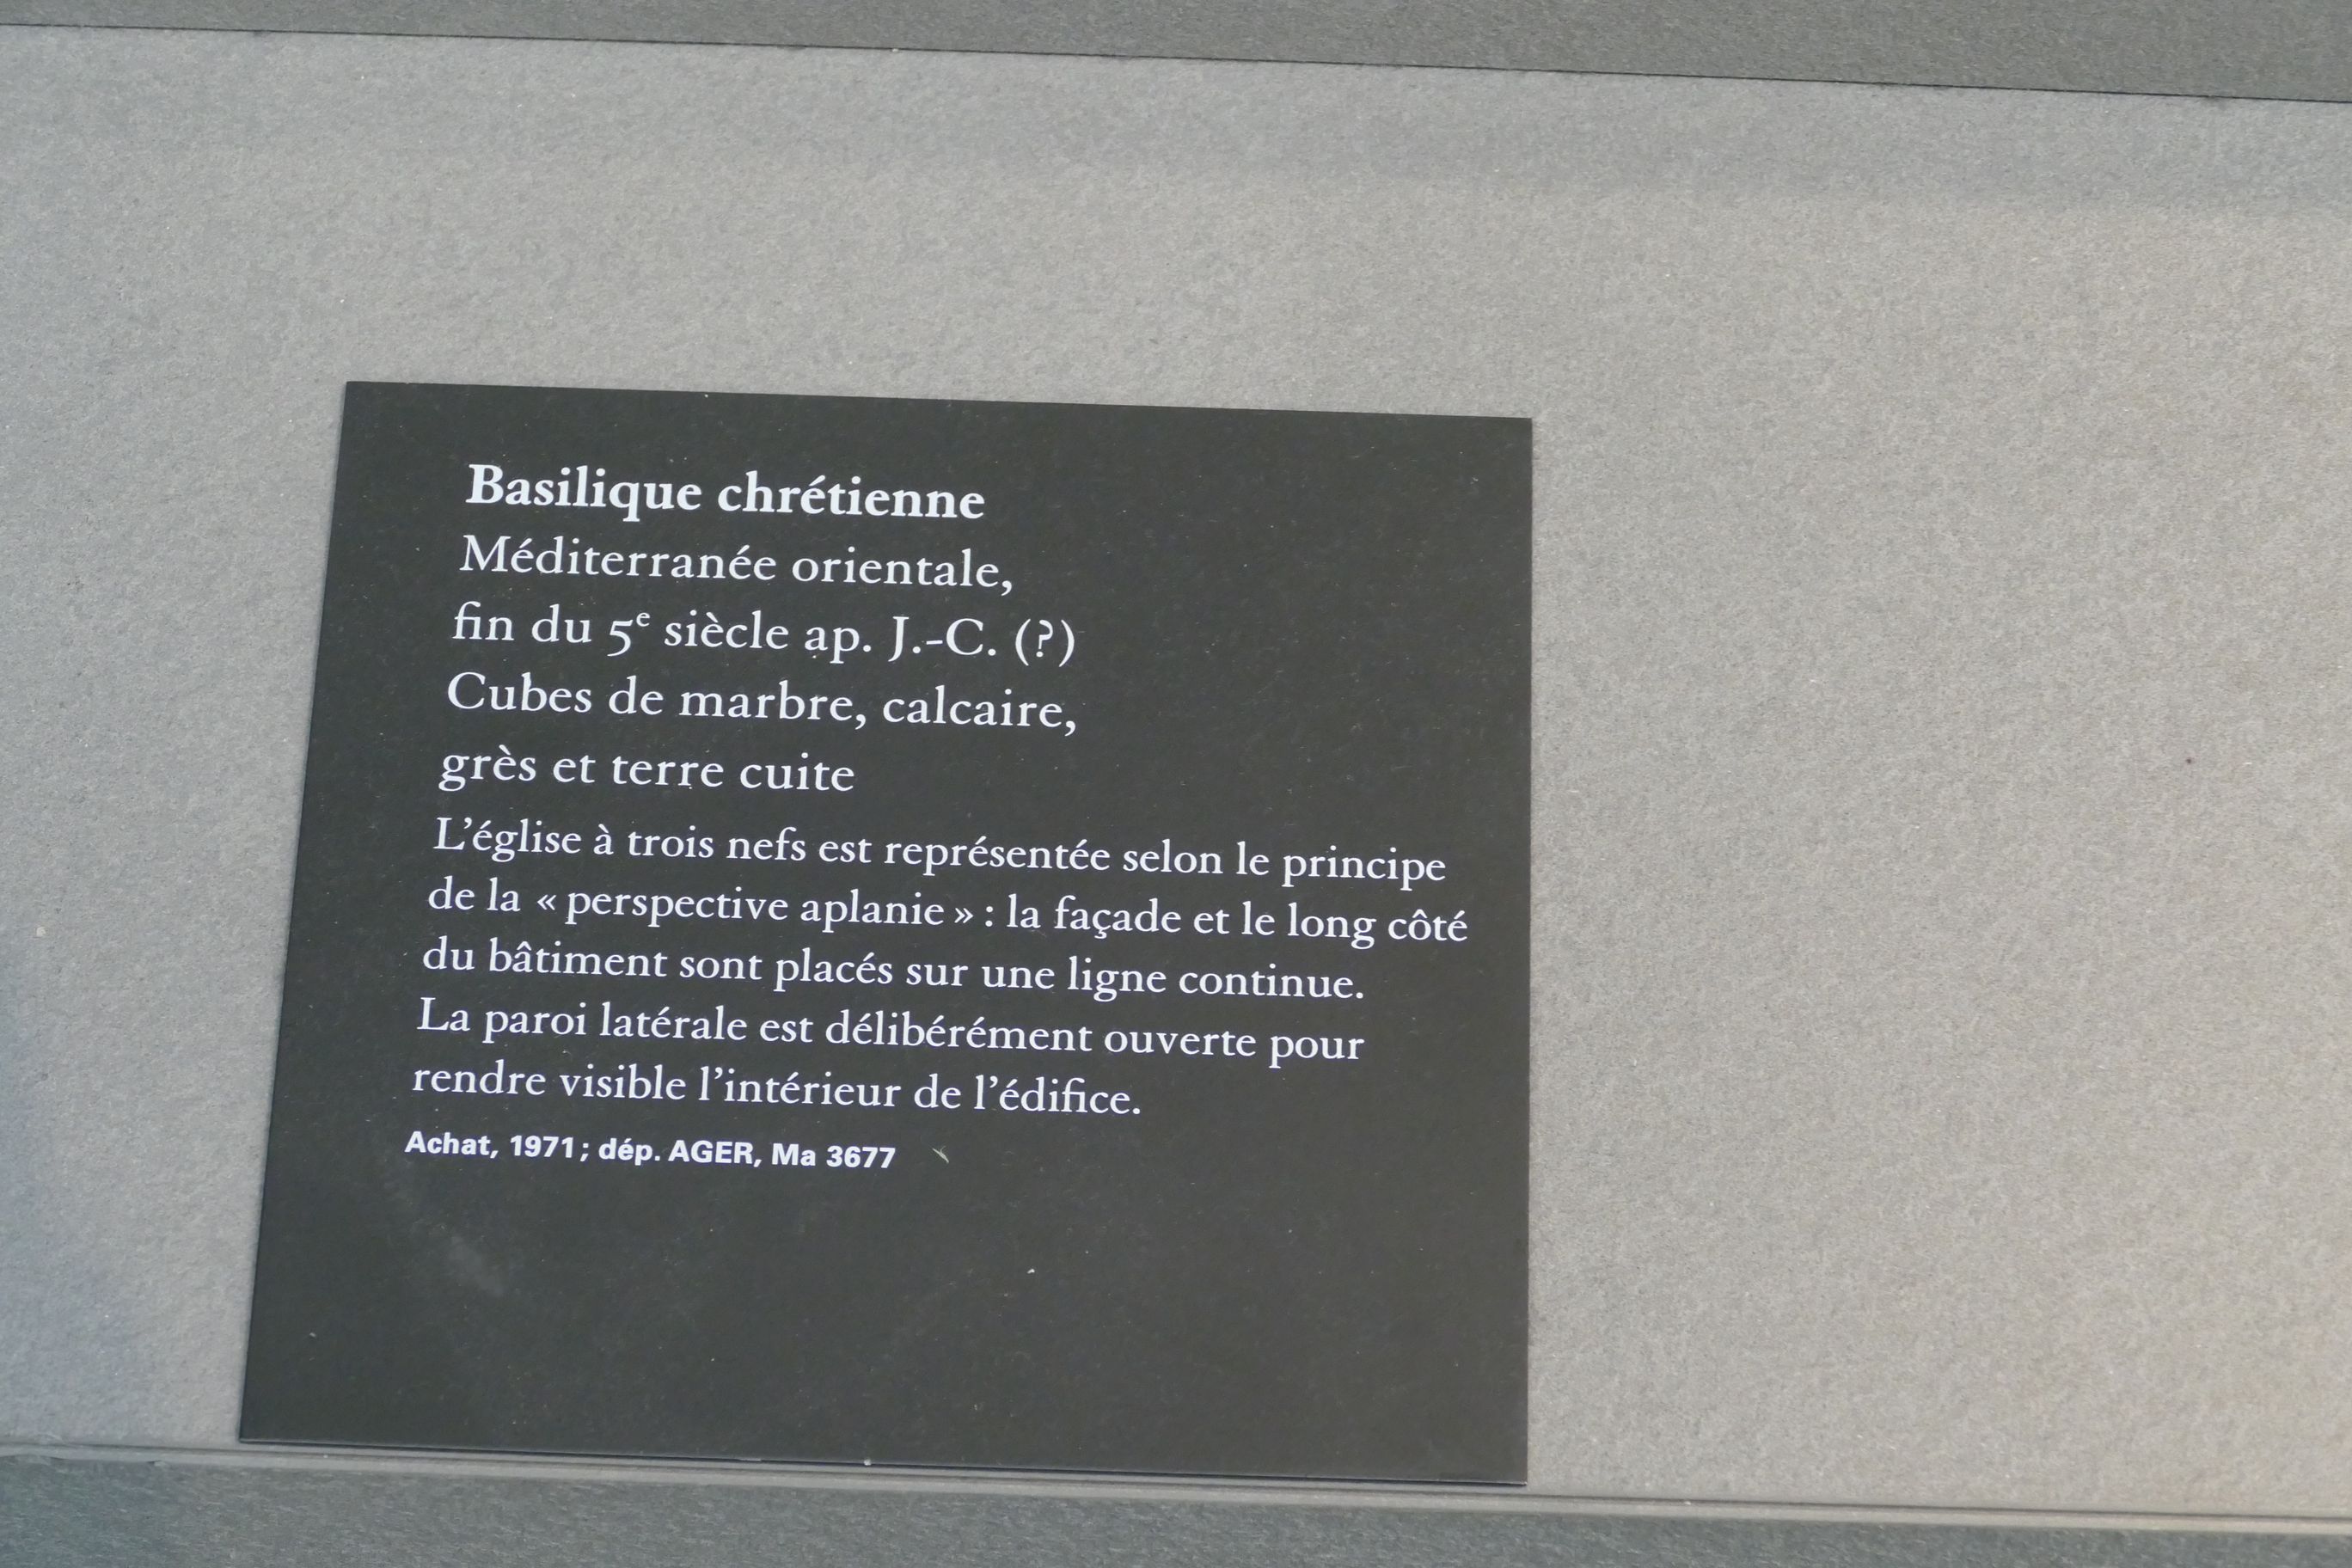 Basilique chrétienne
Méditerranée orientale,
fin du 5e siècle ap. J.-C. (?)
Cubes de marbre, calcaire,
grès et terre cuite
L’église à trois nefs est représentée selon le principe
de la « perspective aplanie » : la façade et le long côté
du bâtiment sont placés sur une ligne continue.
La paroi latérale est délibérément ouverte pour
rendre visible l’intérieur de l’édifice.
Achat, 1971 ; dép. AGER, Ma 3677